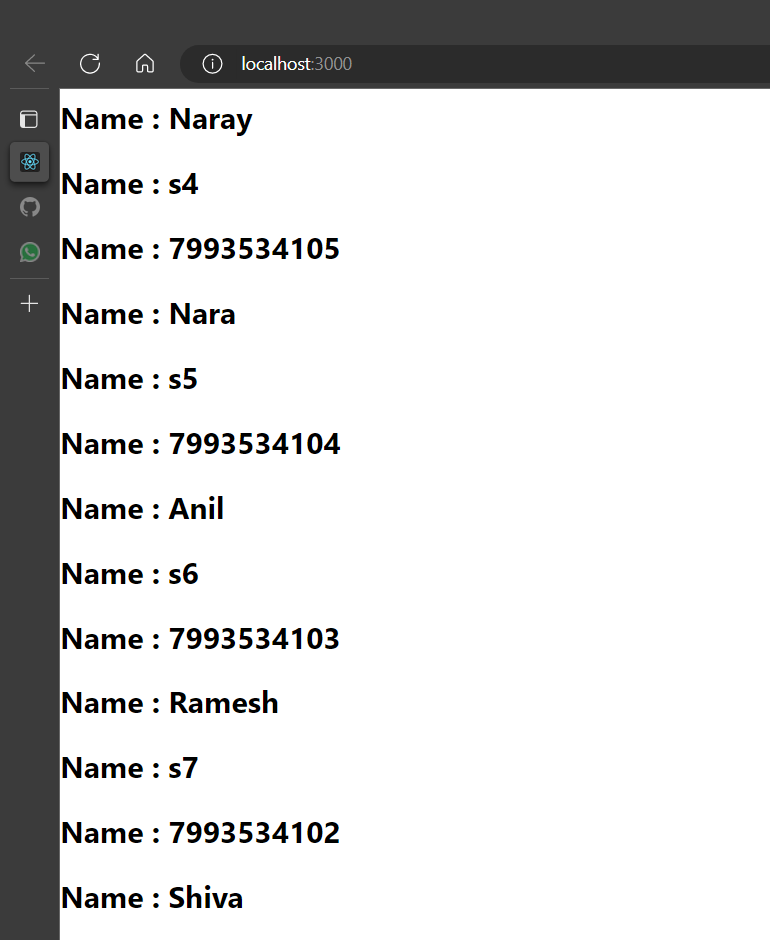 localhost:3000
Name : Naray
Name : s4
Name : 7993534105
Name : Nara
Name : s5
Name : 7993534104
Name : Anil
Name : s6
Name : 7993534103
Name : Ramesh
Name : s7
Name : 7993534102
Name : Shiva